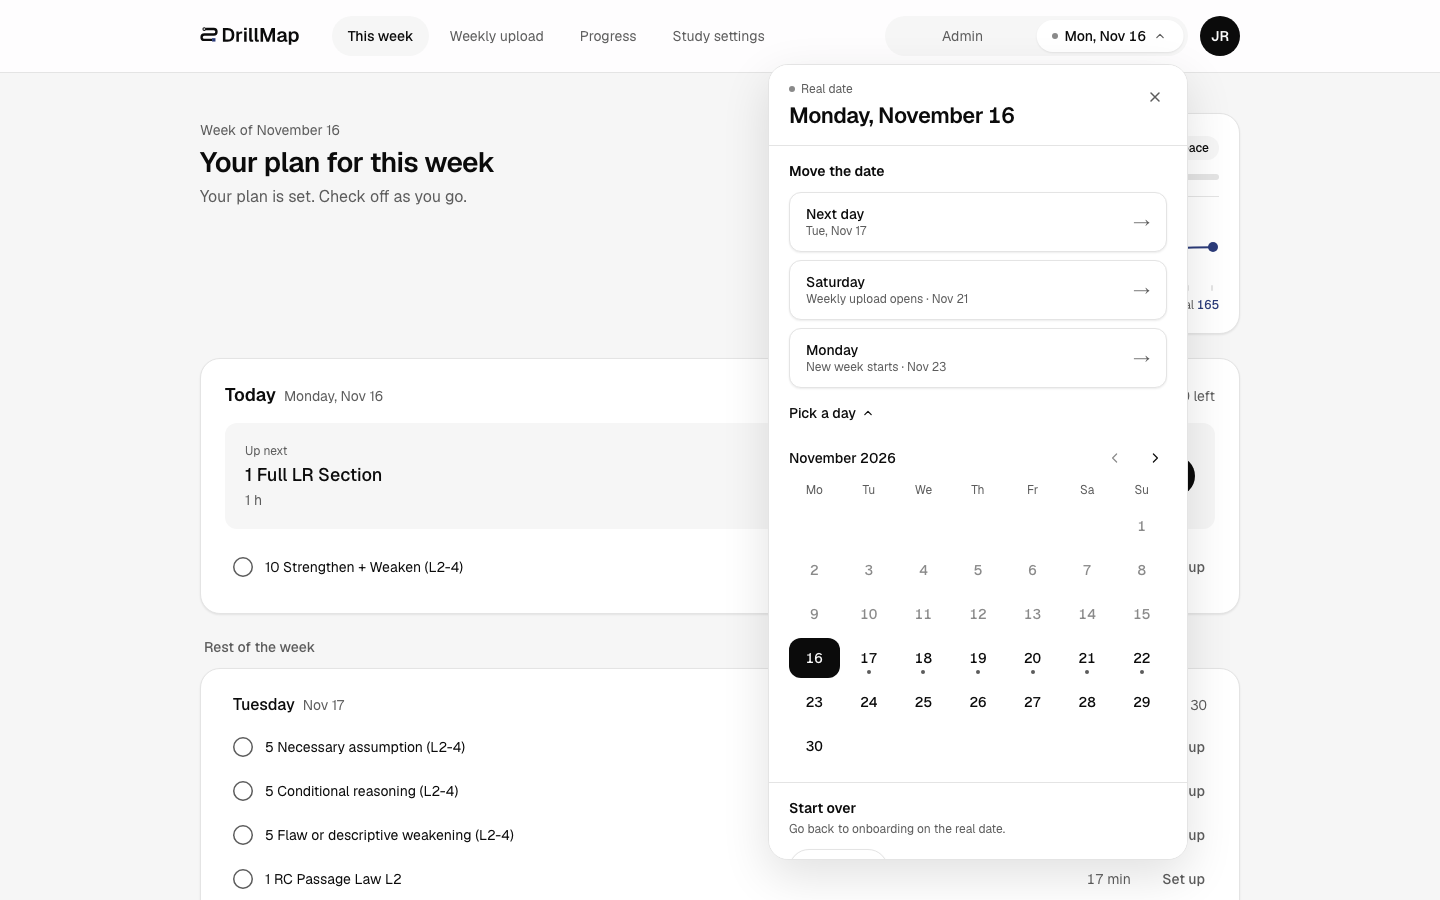 DrillMap
This week
Weekly upload
Progress
Study settings
Admin
Mon, Nov 16
JR
Week of November 16
Your plan for this week
Your plan is set. Check off as you go.
165
Today Monday, Nov 16
left
Up next
1 Full LR Section
1 h
10 Strengthen + Weaken (L2-4)
up
Rest of the week
Tuesday Nov 17
30
5 Necessary assumption (L2-4)
up
5 Conditional reasoning (L2-4)
up
5 Flaw or descriptive weakening (L2-4)
up
1 RC Passage Law L2
17 min
Set up
Real date
Monday, November 16
Move the date
Next day
Tue, Nov 17
Saturday
Weekly upload opens · Nov 21
Monday
New week starts · Nov 23
Pick a day
November 2026
Mo Tu We Th Fr Sa Su
1
2 3 4 5 6 7 8
9 10 11 12 13 14 15
16 17 18 19 20 21 22
23 24 25 26 27 28 29
30
Start over
Go back to onboarding on the real date.